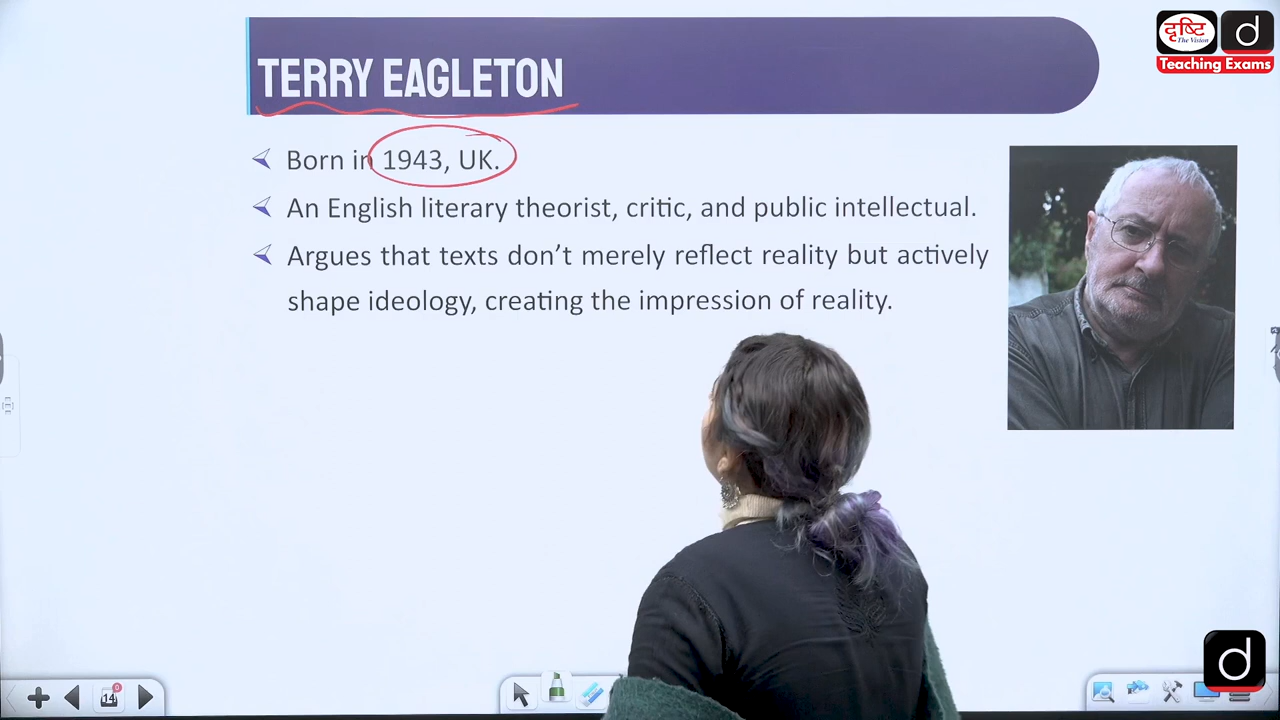 TERRY EAGLETON
दृष्टि
The Vision
d
Teaching Exams
Born in 1943, UK.
An English literary theorist, critic, and public intellectual.
Argues that texts don't merely reflect reality but actively
shape ideology, creating the impression of reality.
14
0
d